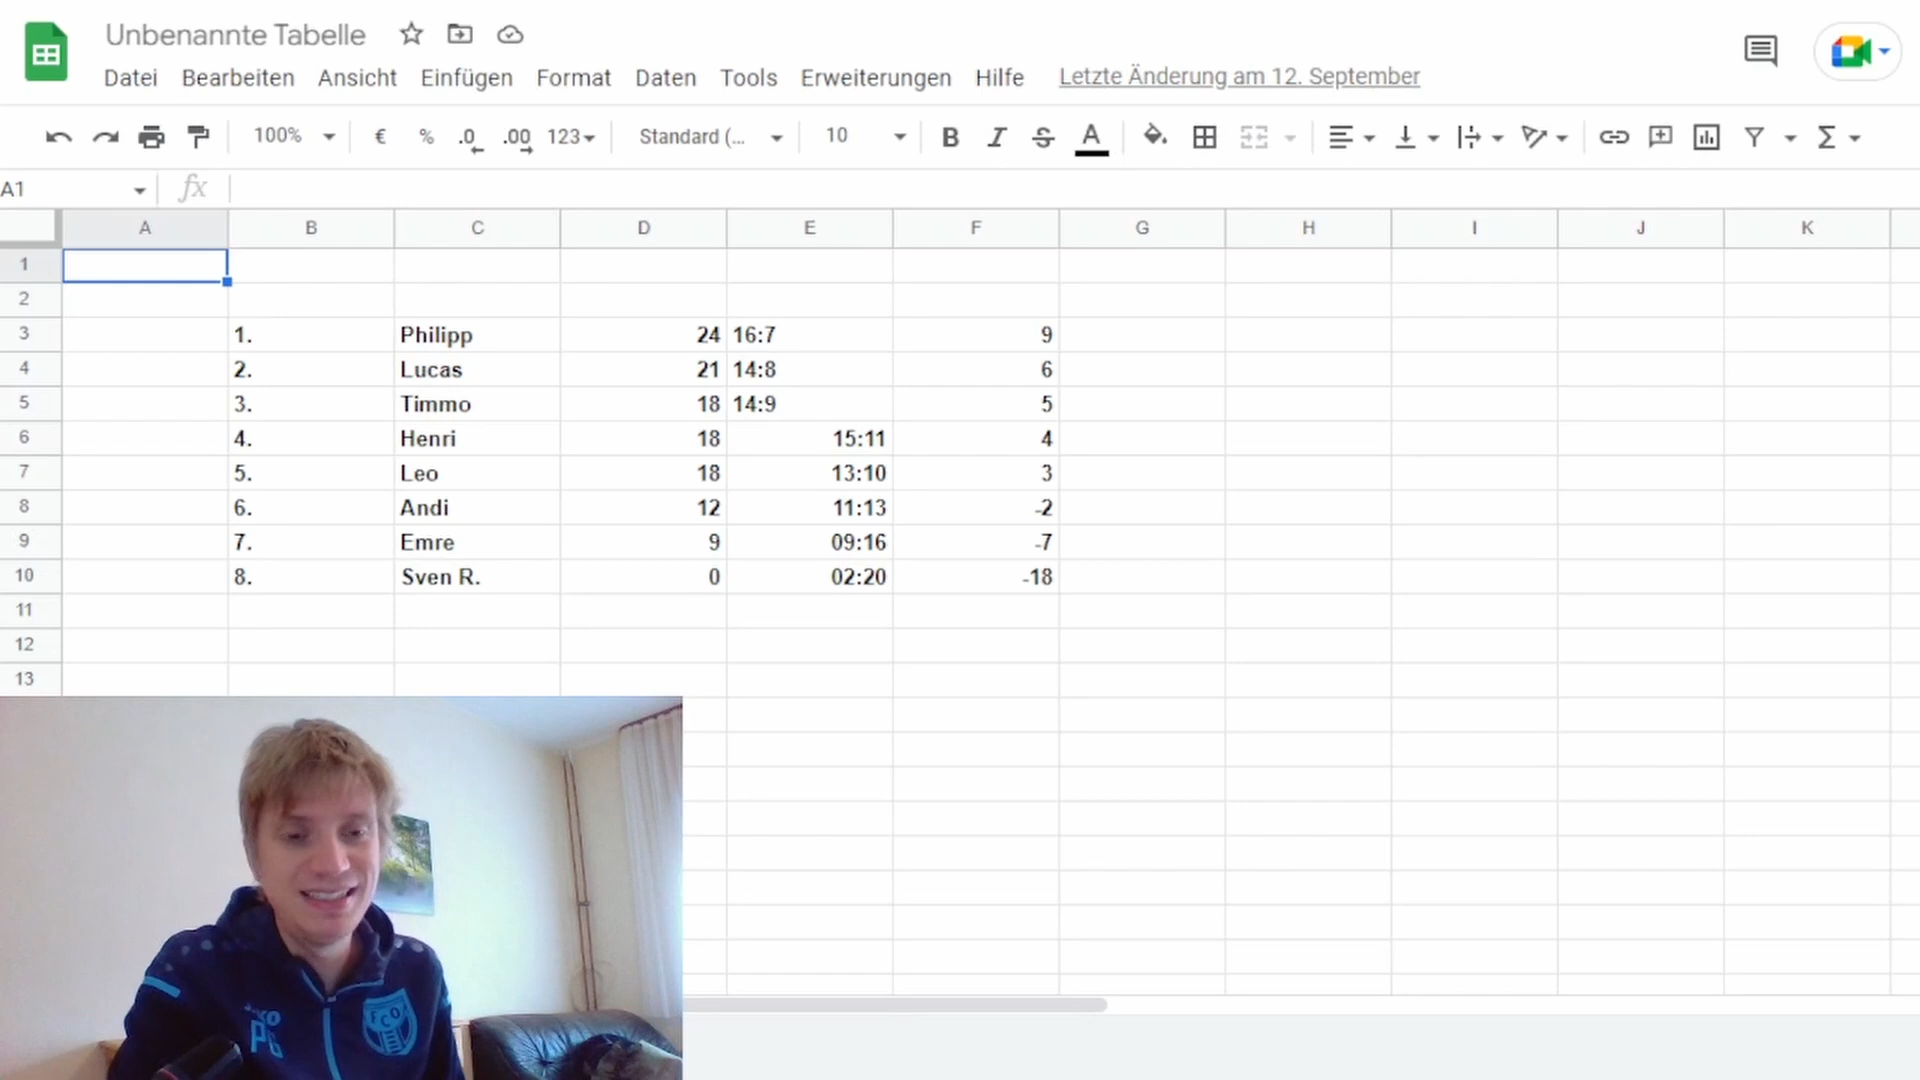 Unbenannte Tabelle
Datei Bearbeiten Ansicht Einfügen Format Daten Tools Erweiterungen Hilfe Letzte Änderung am 12. September
100% € % .0 .00 123 Standard (... 10 B I S A Σ
A1 fx
A B C D E F G H I J K
1
2
3 1. Philipp 24 16:7 9
4 2. Lucas 21 14:8 6
5 3. Timmo 18 14:9 5
6 4. Henri 18 15:11 4
7 5. Leo 18 13:10 3
8 6. Andi 12 11:13 -2
9 7. Emre 9 09:16 -7
10 8. Sven R. 0 02:20 -18
11
12
13
PG
FCO